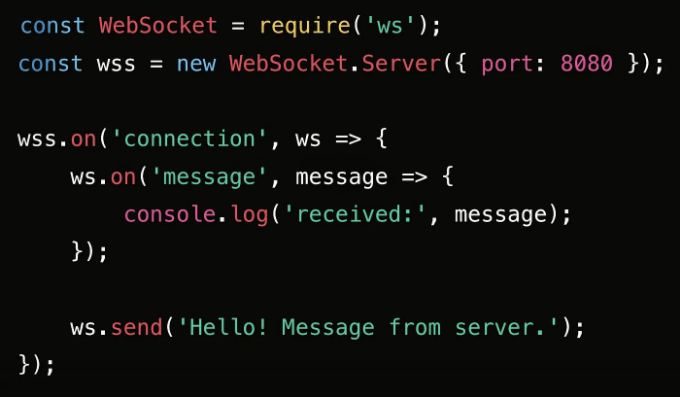 const WebSocket = require('ws');
const wss = new WebSocket.Server({ port: 8080 });
wss.on('connection', ws => {
ws.on('message', message => {
console.log('received:', message);
});
ws.send('Hello! Message from server.');
});